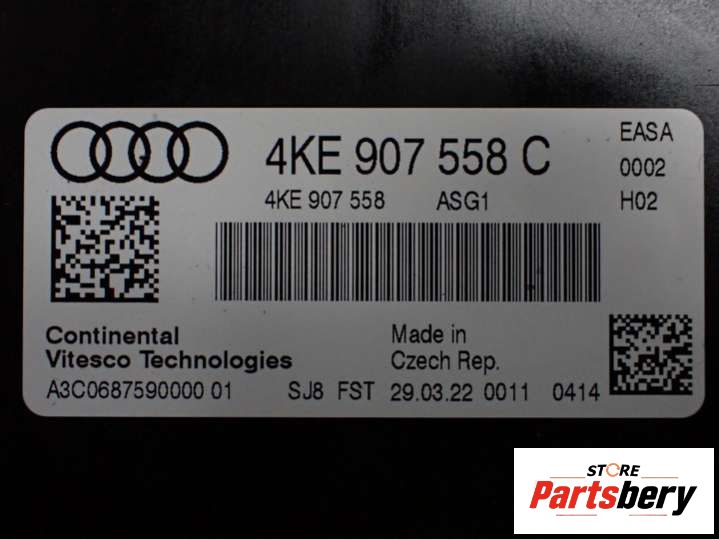 4KE 907 558 C
EASA
4KE 907 558 ASG1
0002
H02
Continental
Vitesco Technologies
Made in
Czech Rep.
A3C0687590000 01 SJ8 FST 29.03.22 0011 0414
STORE
Partsbery